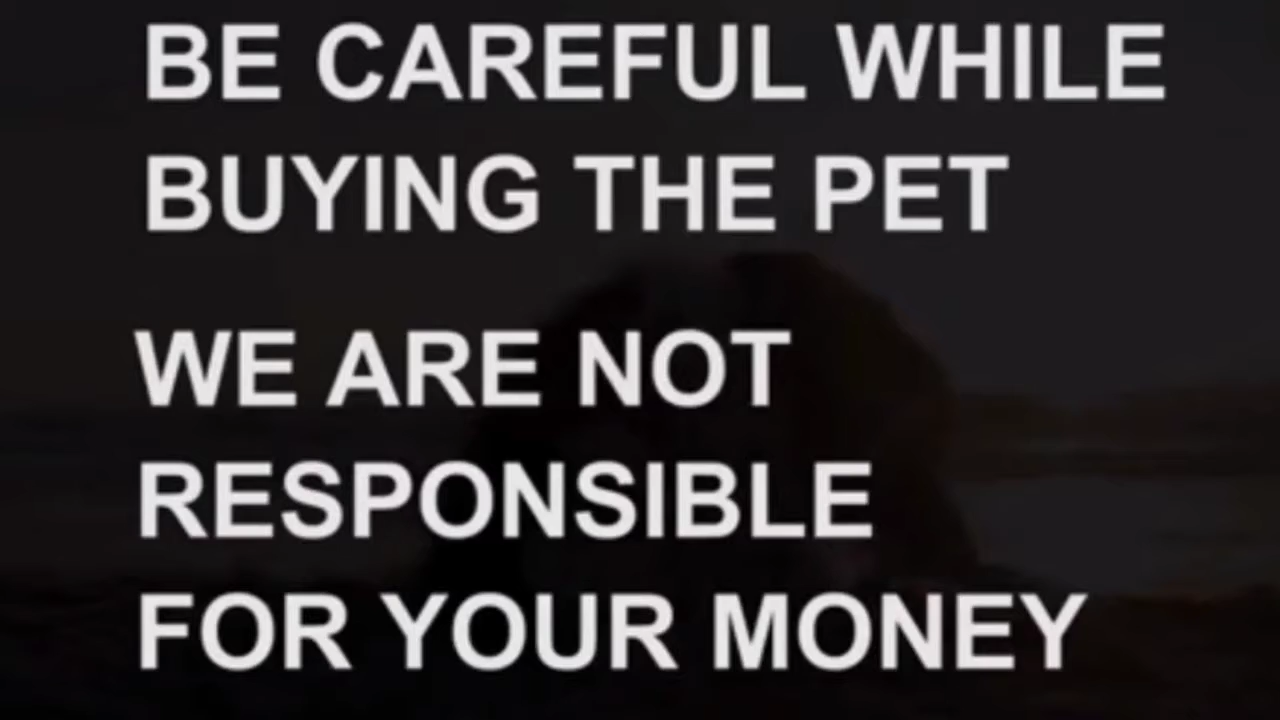 BE CAREFUL WHILE
BUYING THE PET
WE ARE NOT
RESPONSIBLE
FOR YOUR MONEY